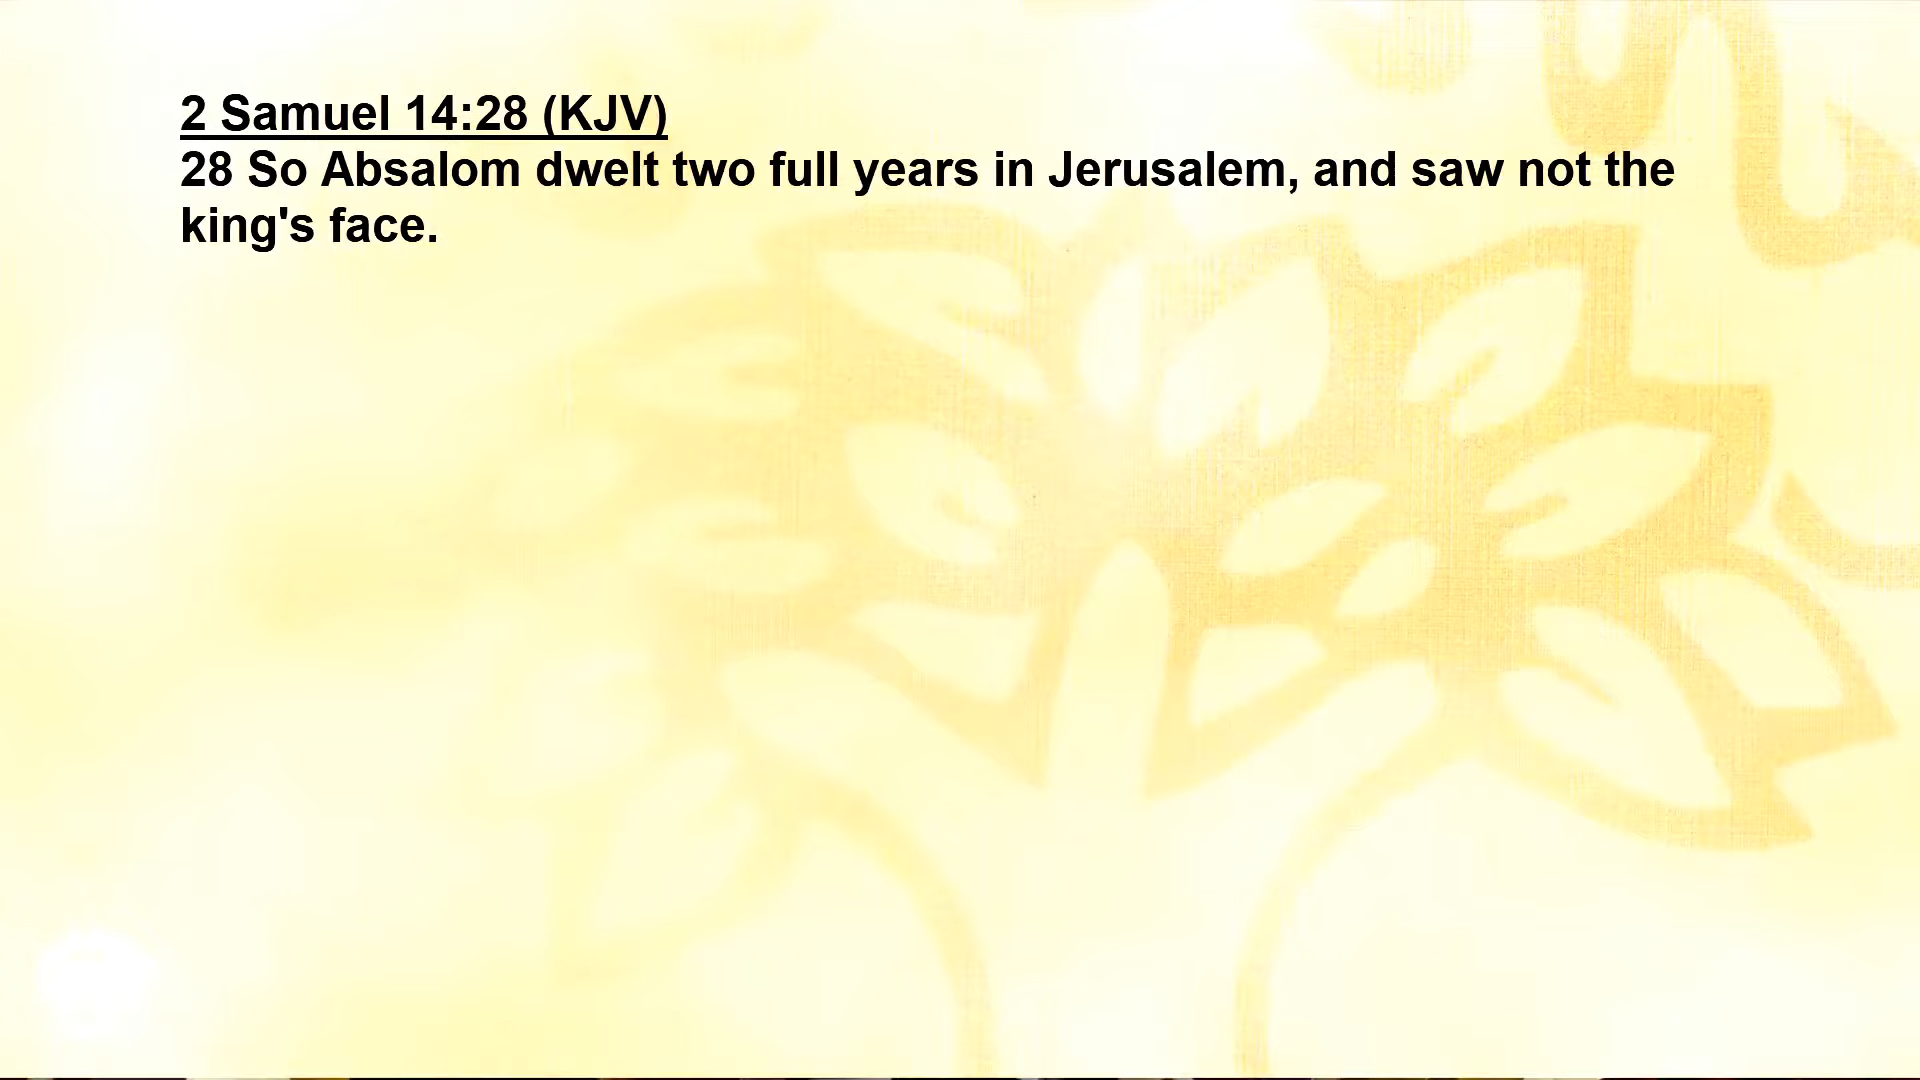 2 Samuel 14:28 (KJV)
28 So Absalom dwelt two full years in Jerusalem, and saw not the
king's face.